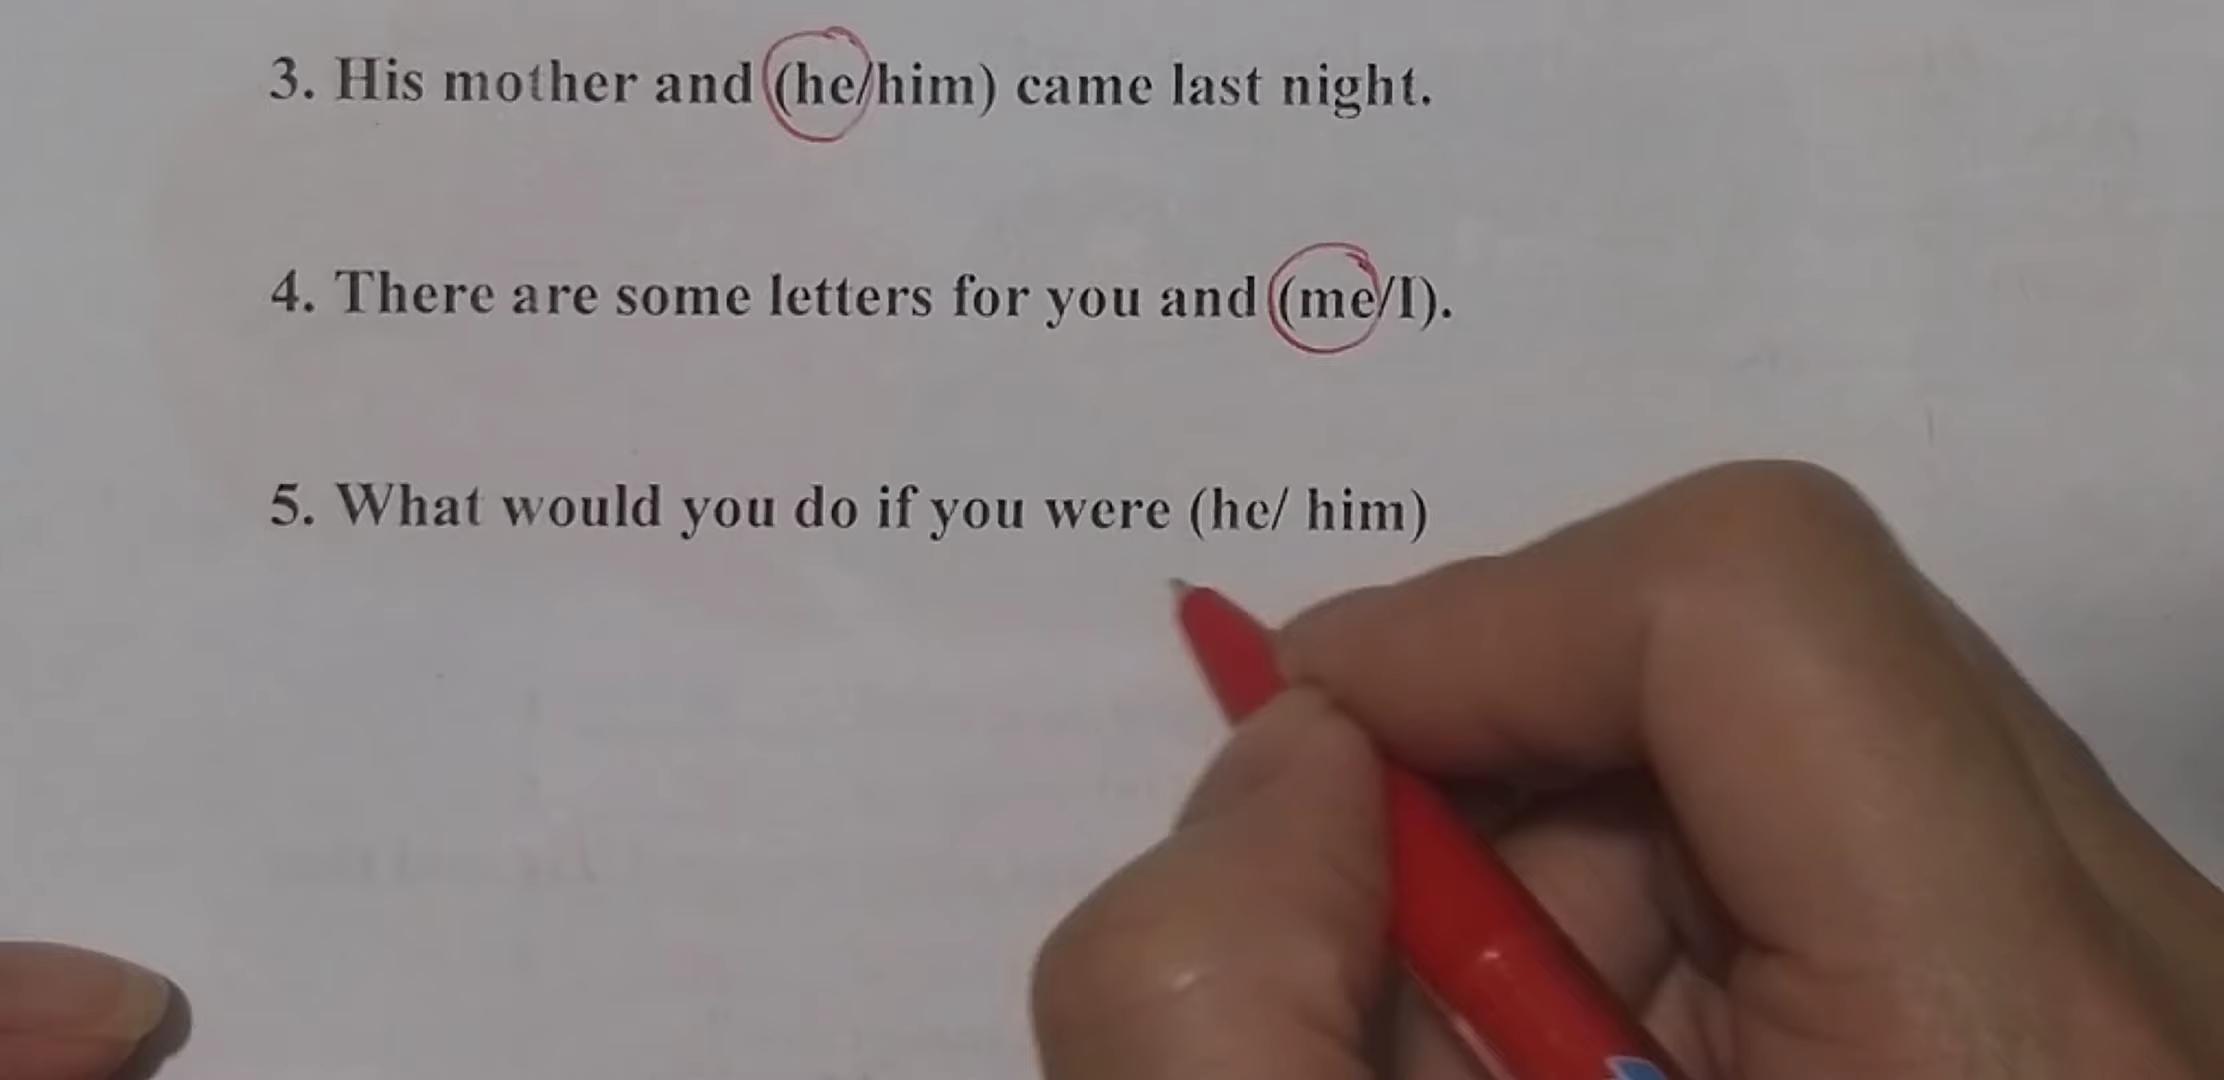 3. His mother and (he/him) came last night.
4. There are some letters for you and (me/I).
5. What would you do if you were (he/ him)